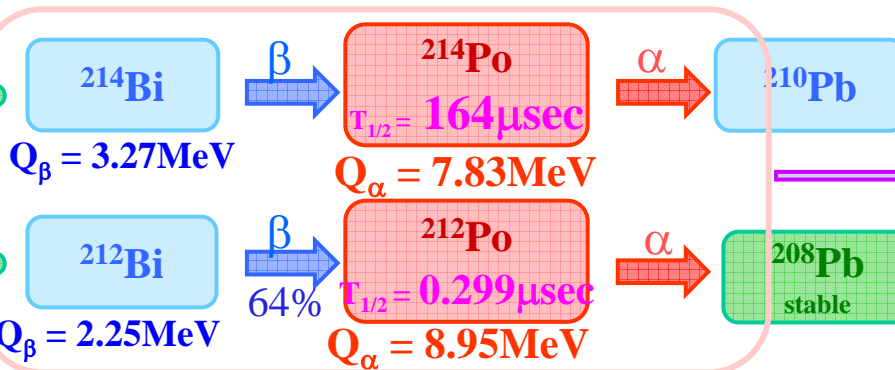 β α
²¹⁴Bi ²¹⁴Po ²¹⁰Pb
T₁/₂ = 164μsec
Qᵦ = 3.27MeV
Qα = 7.83MeV
β α
²¹²Bi ²¹²Po ²⁰⁸Pb
64% T₁/₂ = 0.299μsec stable
Qᵦ = 2.25MeV
Qα = 8.95MeV